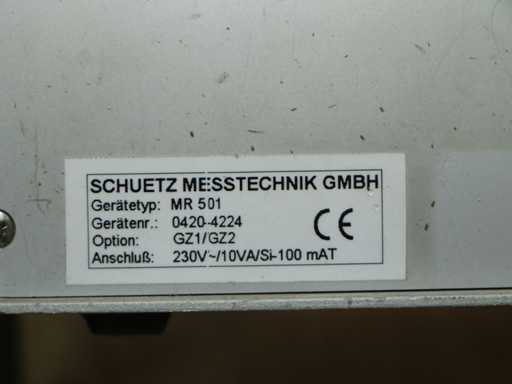 SCHUETZ MESSTECHNIK GMBH
Gerätetyp: MR 501
Gerätenr.: 0420-4224
Option: GZ1/GZ2
Anschluß: 230V~/10VA/Si-100 mAT
CE